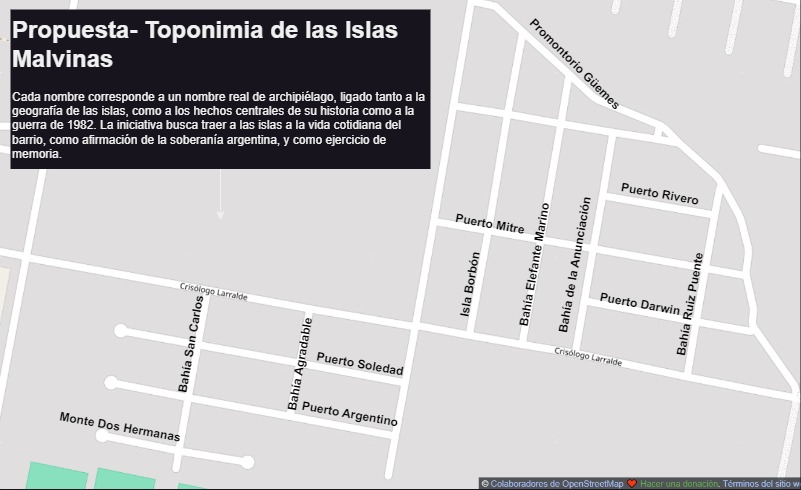 Propuesta- Toponimia de las Islas
Malvinas
Cada nombre corresponde a un nombre real de archipiélago, ligado tanto a la
geografía de las islas, como a los hechos centrales de su historia como a la
guerra de 1982. La iniciativa busca traer a las islas a la vida cotidiana del
barrio, como afirmación de la soberanía argentina, y como ejercicio de
memoria.
Promontorio Güemes
Puerto Rivero
Puerto Mitre
Isla Borbón
Bahía Elefante Marino
Bahía de la Anunciación
Bahía Ruiz Puente
Puerto Darwin
Crisólogo Larralde
Crisólogo Larralde
Bahía San Carlos
Bahía Agradable
Puerto Soledad
Puerto Argentino
Monte Dos Hermanas
© Colaboradores de OpenStreetMap ❤ Hacer una donación. Términos del sitio w